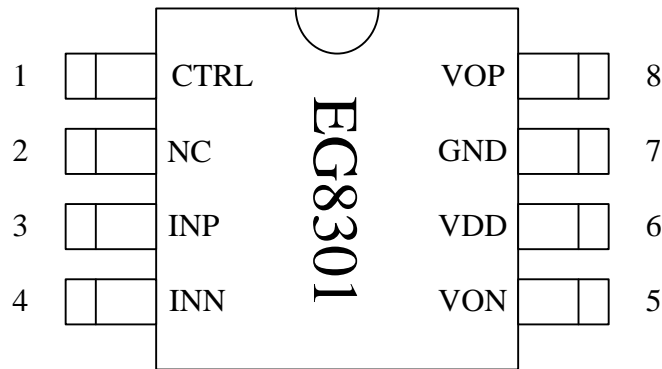 1 CTRL VOP 8
2 NC GND 7
3 INP VDD 6
4 INN VON 5
EG8301